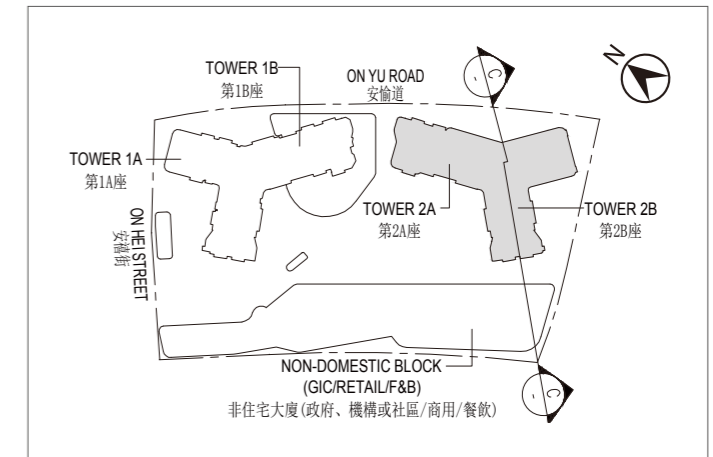 TOWER 1B
第1B座
ON YU ROAD
安愉道
C
-
N
TOWER 1A
第1A座
TOWER 2A
第2A座
TOWER 2B
第2B座
ON HEI STREET
安禧街
NON-DOMESTIC BLOCK
(GIC/RETAIL/F&B)
非住宅大廈(政府、機構或社區/商用/餐飲)
C
-